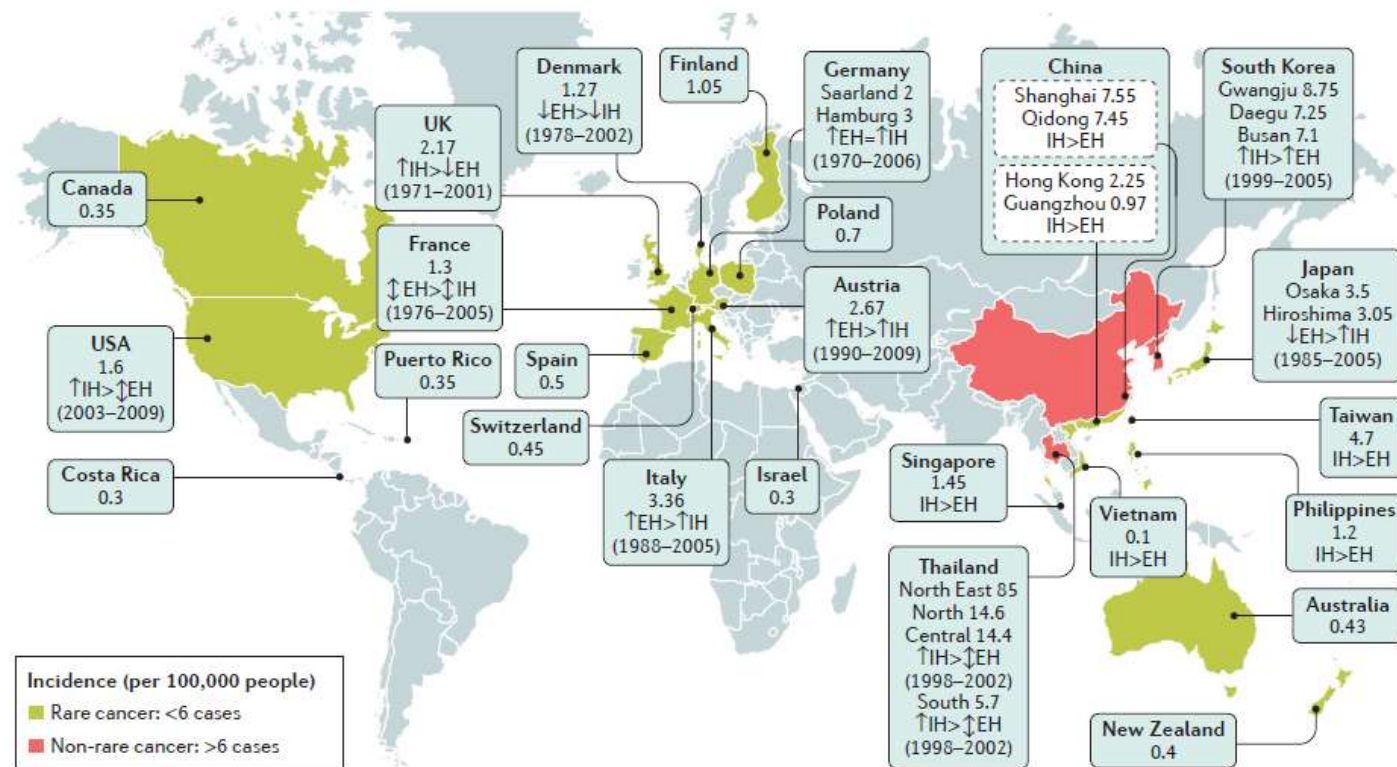 Canada
0.35
USA
1.6
↑IH>↕EH
(2003–2009)
Costa Rica
0.3
Puerto Rico
0.35
UK
2.17
↑IH>↓EH
(1971–2001)
France
1.3
↕EH>↕IH
(1976–2005)
Denmark
1.27
↓EH>↓IH
(1978–2002)
Finland
1.05
Germany
Saarland 2
Hamburg 3
↑EH=↑IH
(1970–2006)
Poland
0.7
Austria
2.67
↑EH>↑IH
(1990–2009)
Spain
0.5
Switzerland
0.45
Italy
3.36
↑EH>↑IH
(1988–2005)
Israel
0.3
China
Shanghai 7.55
Qidong 7.45
IH>EH
Hong Kong 2.25
Guangzhou 0.97
IH>EH
South Korea
Gwangju 8.75
Daegu 7.25
Busan 7.1
↑IH>↑EH
(1999–2005)
Japan
Osaka 3.5
Hiroshima 3.05
↓EH>↑IH
(1985–2005)
Taiwan
4.7
IH>EH
Singapore
1.45
IH>EH
Vietnam
0.1
IH>EH
Philippines
1.2
IH>EH
Thailand
North East 85
North 14.6
Central 14.4
↑IH>↕EH
(1998–2002)
South 5.7
↑IH>↕EH
(1998–2002)
Australia
0.43
New Zealand
0.4
Incidence (per 100,000 people)
Rare cancer: <6 cases
Non-rare cancer: >6 cases